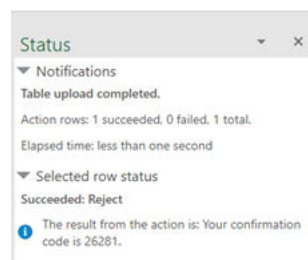 Status
Notifications
Table upload completed.
Action rows: 1 succeeded, 0 failed, 1 total.
Elapsed time: less than one second
Selected row status
Succeeded: Reject
The result from the action is: Your confirmation
code is 26281.